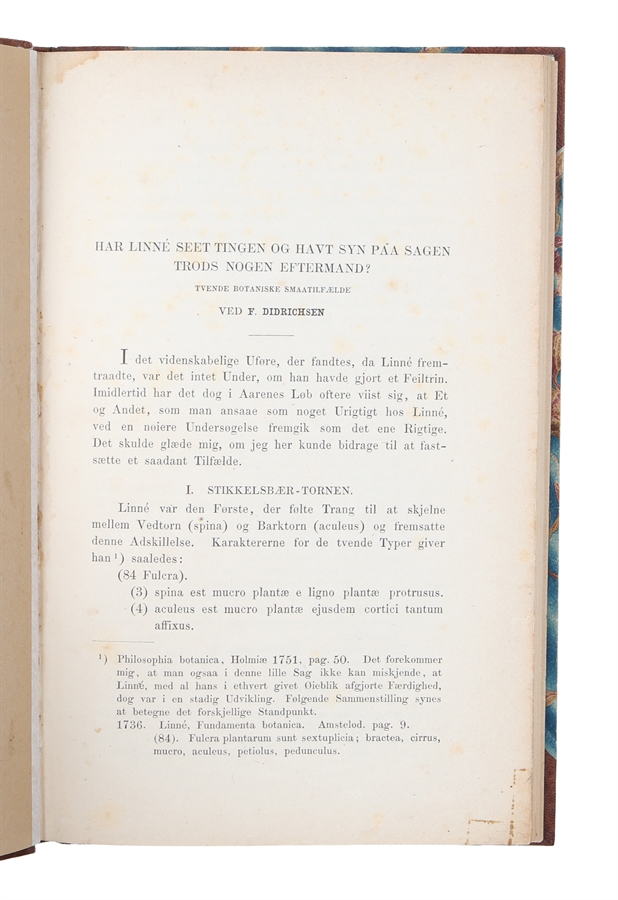 HAR LINNÉ SEET TINGEN OG HAVT SYN PAA SAGEN
TRODS NOGEN EFTERMAND?
TVENDE BOTANISKE SMAATILFÆLDE
VED F. DIDRICHSEN
I det videnskabelige Uføre, der fandtes, da Linné frem-
traadte, var det intet Under, om han havde gjort et Feiltrin.
Imidlertid har det dog i Aarenes Løb oftere viist sig, at Et
og Andet, som man ansaae som noget Urigtigt hos Linné,
ved en nøiere Undersøgelse fremgik som det ene Rigtige.
Det skulde glæde mig, om jeg her kunde bidrage til at fast-
sætte et saadant Tilfælde.
I. STIKKELSBÆR-TORNEN.
Linné var den Første, der følte Trang til at skjelne
mellem Vedtorn (spina) og Barktorn (aculeus) og fremsatte
denne Adskillelse. Karaktererne for de tvende Typer giver
han ¹) saaledes:
(84 Fulcra).
(3) spina est mucro plantæ e ligno plantæ protrusus.
(4) aculeus est mucro plantæ ejusdem cortici tantum
affixus.
¹) Philosophia botanica, Holmiæ 1751, pag. 50. Det forekommer
mig, at man ogsaa i denne lille Sag ikke kan miskjende, at
Linné, med al hans i ethvert givet Øieblik afgjorte Færdighed,
dog var i en stadig Udvikling. Følgende Sammenstilling synes
at betegne det forskjellige Standpunkt.
1736. Linné, Fundamenta botanica. Amstelod. pag. 9.
(84). Fulcra plantarum sunt sextuplicia; bractea, cirrus,
mucro, aculeus, petiolus, pedunculus.